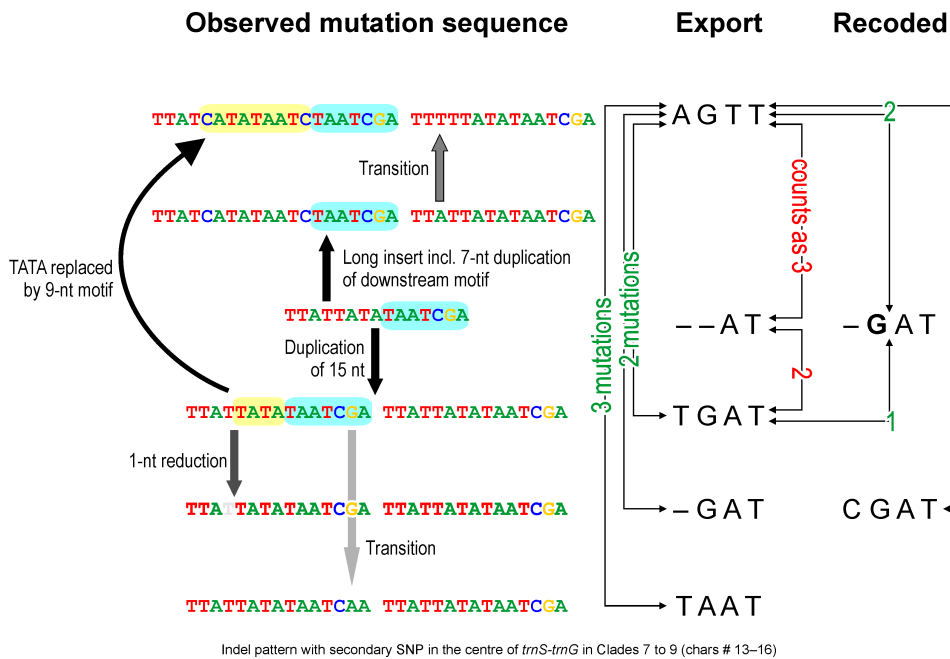 Observed mutation sequence Export Recoded
TTATCATATAATCTAATCGA TTTTTATATAATCGA
AGTT
2
Transition
counts-as-3
TTATCATATAATCTAATCGA TTATTATATAATCGA
TATA replaced
by 9-nt motif
Long insert incl. 7-nt duplication
of downstream motif
3-mutations
2-mutations
TTATTATATAATCGA
––AT
–GAT
Duplication
of 15 nt
2
TTATTATATAATCGA TTATTATATAATCGA
TGAT
1
1-nt reduction
TTATTATATAATCGA TTATTATATAATCGA
–GAT
CGAT
Transition
TTATTATATAATCAA TTATTATATAATCGA
TAAT
Indel pattern with secondary SNP in the centre of trnS-trnG in Clades 7 to 9 (chars # 13–16)